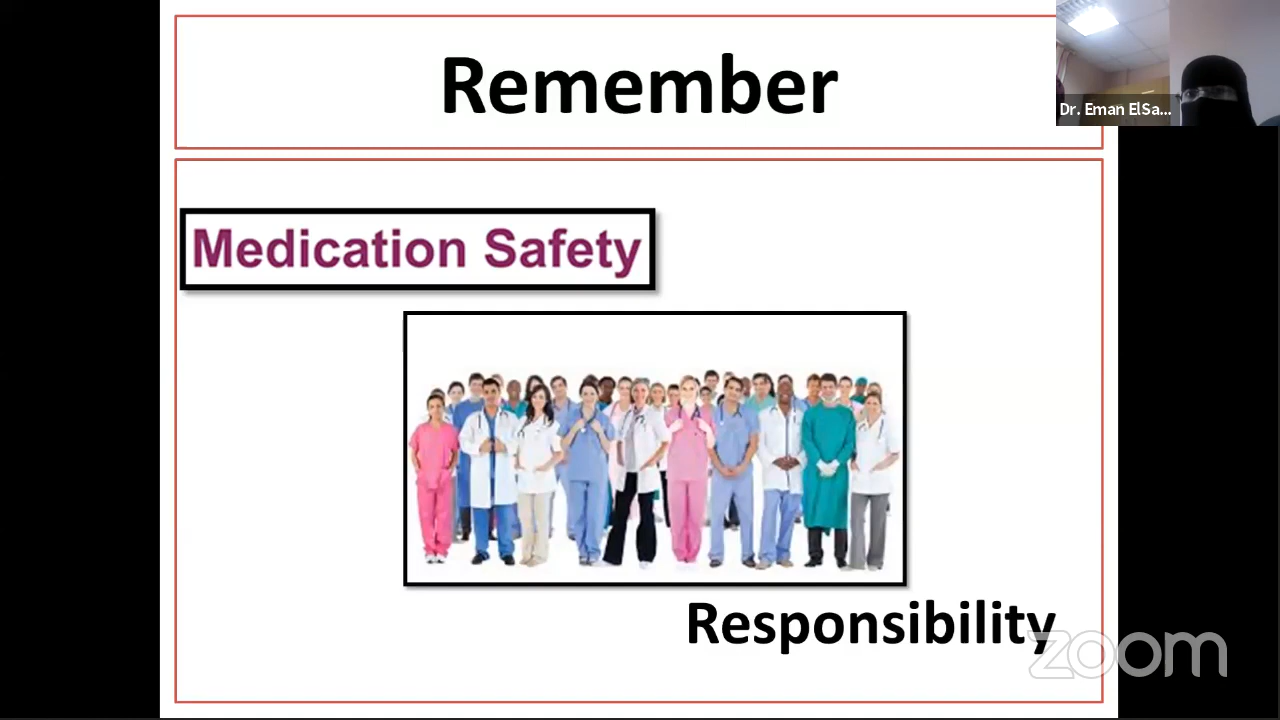 Remember
Dr. Eman ElSa...
Medication Safety
Responsibility
zoom